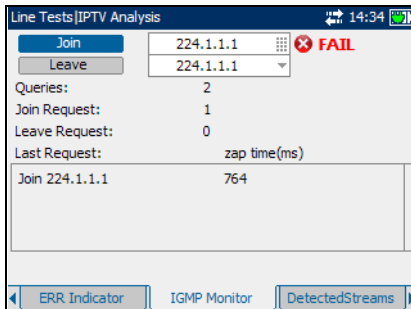 Line Tests|IPTV Analysis 14:34
Join 224.1.1.1 FAIL
Leave 224.1.1.1
Queries: 2
Join Request: 1
Leave Request: 0
Last Request: zap time(ms)
Join 224.1.1.1 764
ERR Indicator IGMP Monitor DetectedStreams